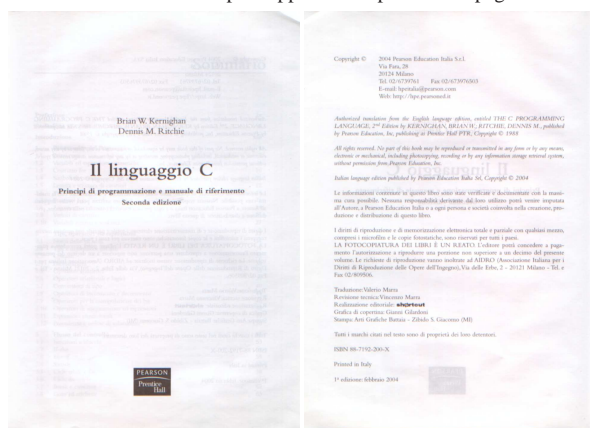 Brian W. Kernighan
Dennis M. Ritchie
Il linguaggio C
Principi di programmazione e manuale di riferimento
Seconda edizione
PEARSON
Prentice
Hall
Copyright © 2004 Pearson Education Italia S.r.l.
Via Fara, 28
20124 Milano
Tel. 02/6739761 Fax 02/673976503
E-mail: hpeitalia@pearson.com
Web: http://hpe.pearsoned.it
Authorized translation from the English language edition, entitled THE C PROGRAMMING
LANGUAGE, 2nd Edition by KERNIGHAN, BRIAN W.; RITCHIE, DENNIS M., published
by Pearson Education, Inc, publishing as Prentice Hall PTR, Copyright © 1988
All rights reserved. No part of this book may be reproduced or transmitted in any form or by any means,
electronic or mechanical, including photocopying, recording or by any information storage retrieval system,
without permission from Pearson Education, Inc.
Italian language edition published by Pearson Education Italia Srl, Copyright © 2004
Le informazioni contenute in questo libro sono state verificate e documentate con la massi-
ma cura possibile. Nessuna responsabilità derivante dal loro utilizzo potrà venire imputata
all'Autore, a Pearson Education Italia o a ogni persona e società coinvolta nella creazione, pro-
duzione e distribuzione di questo libro.
I diritti di riproduzione e di memorizzazione elettronica totale e parziale con qualsiasi mezzo,
compresi i microfilm e le copie fotostatiche, sono riservati per tutti i paesi.
LA FOTOCOPIATURA DEI LIBRI È UN REATO. L'editore potrà concedere a paga-
mento l'autorizzazione a riprodurre una porzione non superiore a un decimo del presente
volume. Le richieste di riproduzione vanno inoltrate ad AIDRO (Associazione Italiana per i
Diritti di Riproduzione delle Opere dell'Ingegno), Via delle Erbe, 2 - 20121 Milano - Tel. e
Fax 02/809506.
Traduzione: Valerio Marra
Revisione tecnica: Vincenzo Marra
Realizzazione editoriale: shortcut
Grafica di copertina: Gianni Gilardoni
Stampa: Arti Grafiche Battaia – Zibido S. Giacomo (MI)
Tutti i marchi citati nel testo sono di proprietà dei loro detentori.
ISBN 88-7192-200-X
Printed in Italy
1ª edizione: febbraio 2004